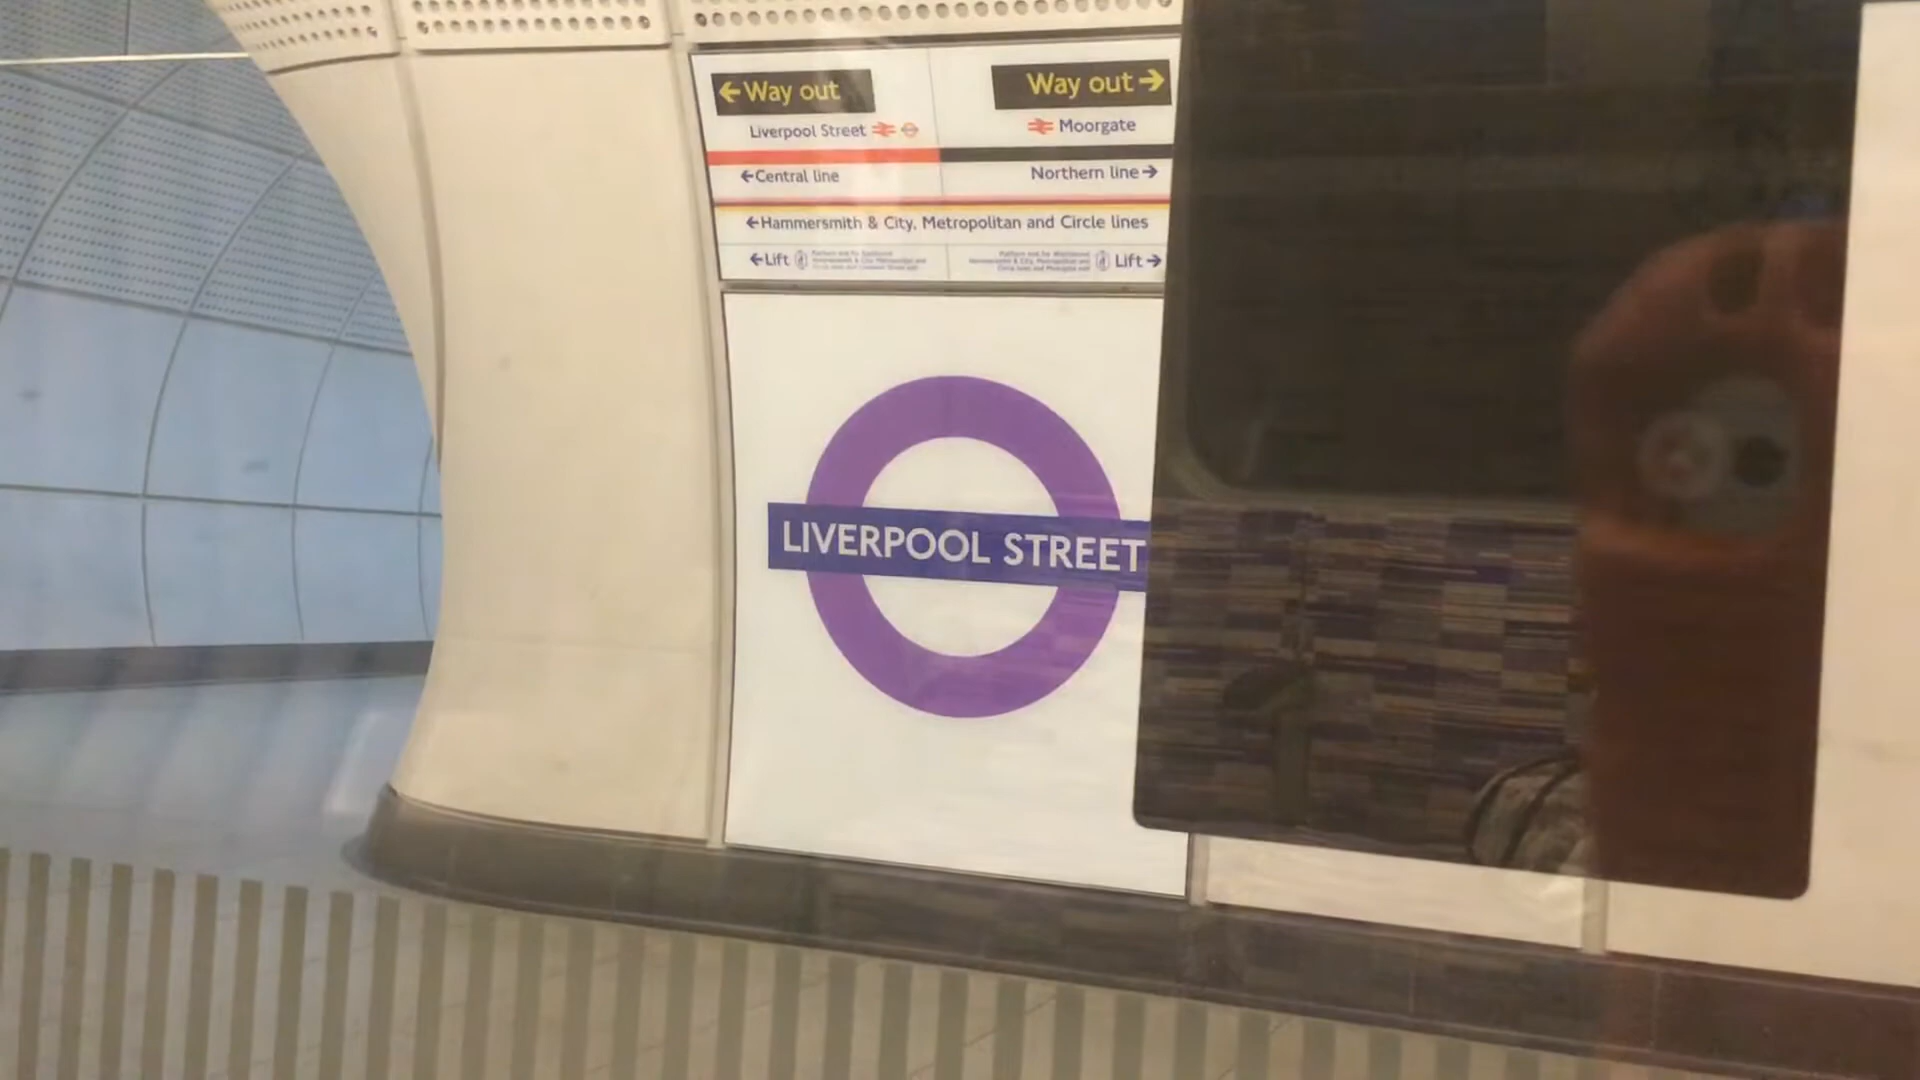 ←Way out
Way out→
Liverpool Street
Moorgate
←Central line
Northern line→
←Hammersmith & City, Metropolitan and Circle lines
←Lift
Lift→
LIVERPOOL STREET